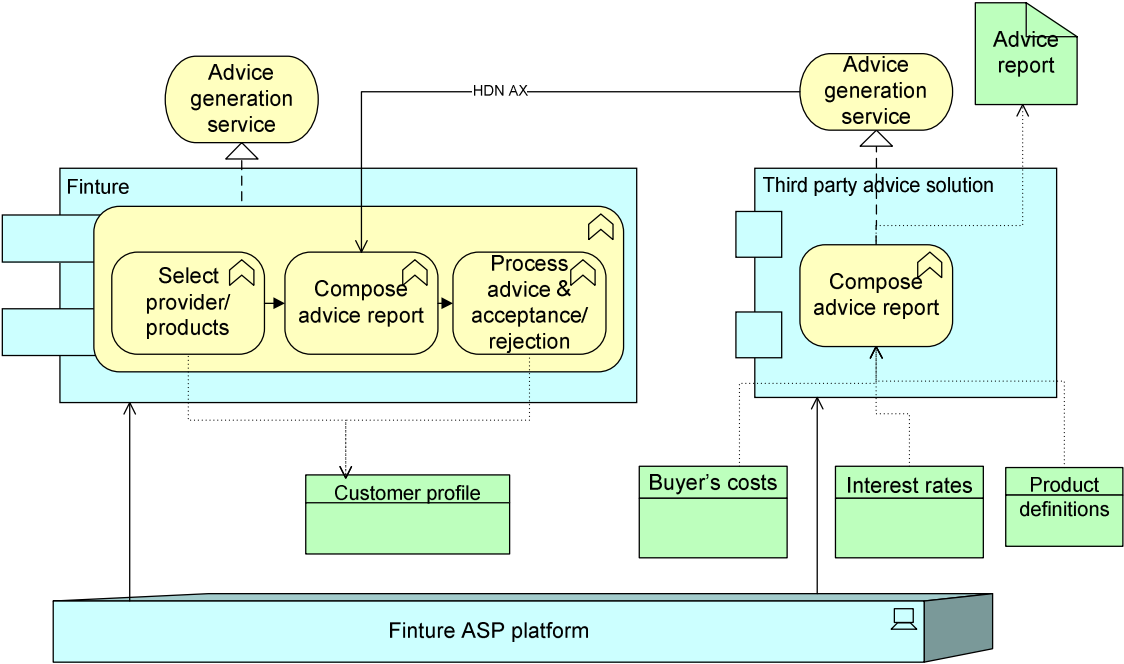 Advice
report
Advice
generation
service
HDN AX
Advice
generation
service
Finture
Third party advice solution
Select
provider/
products
Compose
advice report
Process
advice &
acceptance/
rejection
Compose
advice report
Customer profile
Buyer’s costs
Interest rates
Product
definitions
Finture ASP platform